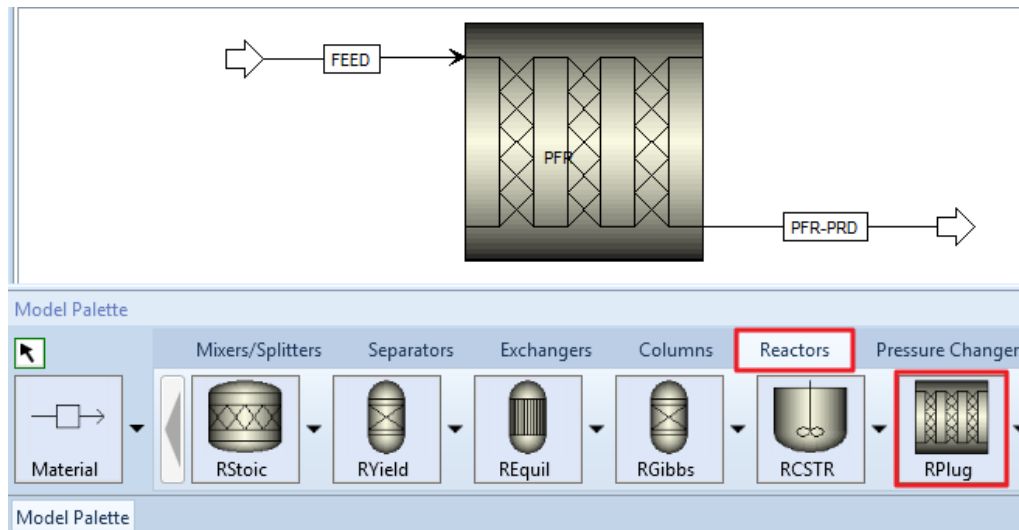 FEED
PFR
PFR-PRD
Model Palette
Mixers/Splitters Separators Exchangers Columns Reactors Pressure Changer
Material RStoic RYield REquil RGibbs RCSTR RPlug
Model Palette